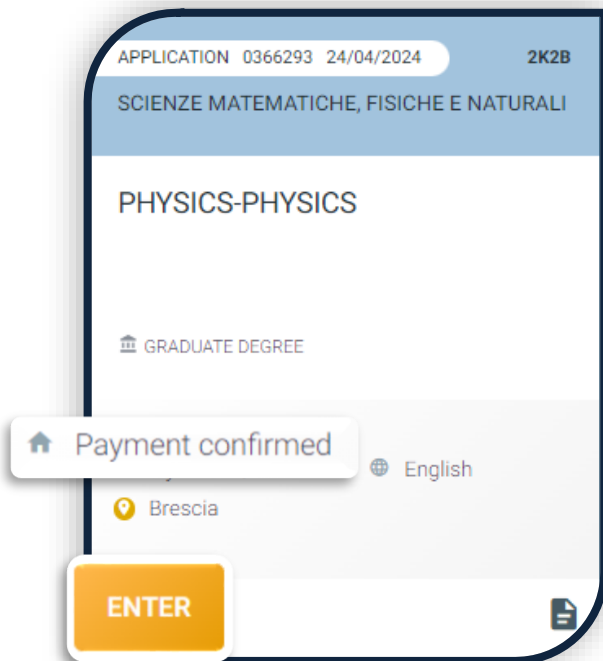 APPLICATION 0366293 24/04/2024 2K2B
SCIENZE MATEMATICHE, FISICHE E NATURALI
PHYSICS-PHYSICS
GRADUATE DEGREE
Payment confirmed
English
Brescia
ENTER